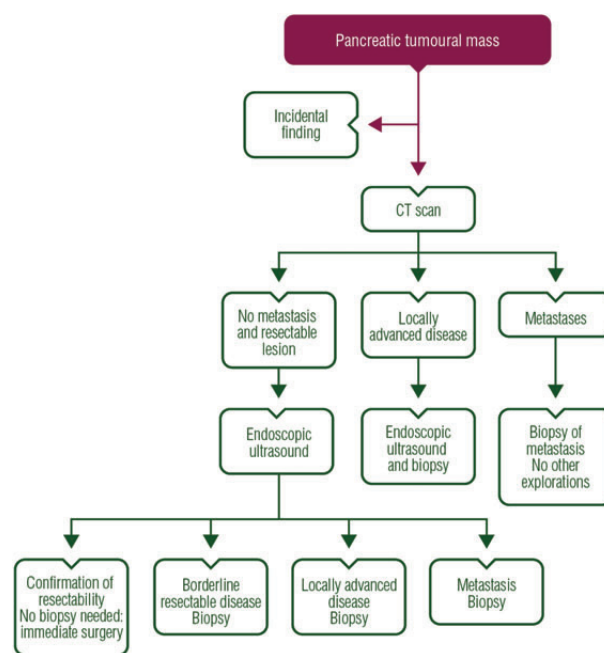 Pancreatic tumoural mass
Incidental
finding
CT scan
No metastasis
and resectable
lesion
Locally
advanced disease
Metastases
Endoscopic
ultrasound
Endoscopic
ultrasound
and biopsy
Biopsy of
metastasis
No other
explorations
Confirmation of
resectability
No biopsy needed:
immediate surgery
Borderline
resectable disease
Biopsy
Locally advanced
disease
Biopsy
Metastasis
Biopsy